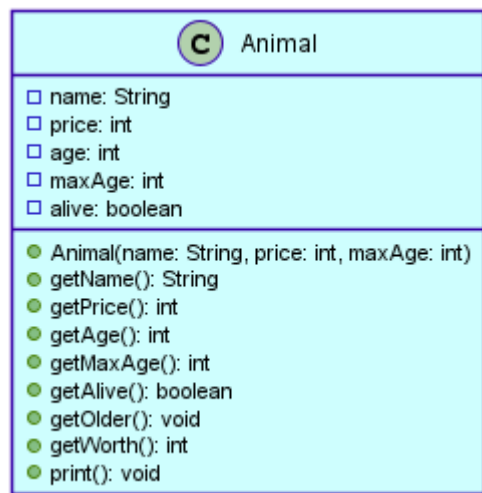 C Animal
name: String
price: int
age: int
maxAge: int
alive: boolean
Animal(name: String, price: int, maxAge: int)
getName(): String
getPrice(): int
getAge(): int
getMaxAge(): int
getAlive(): boolean
getOlder(): void
getWorth(): int
print(): void